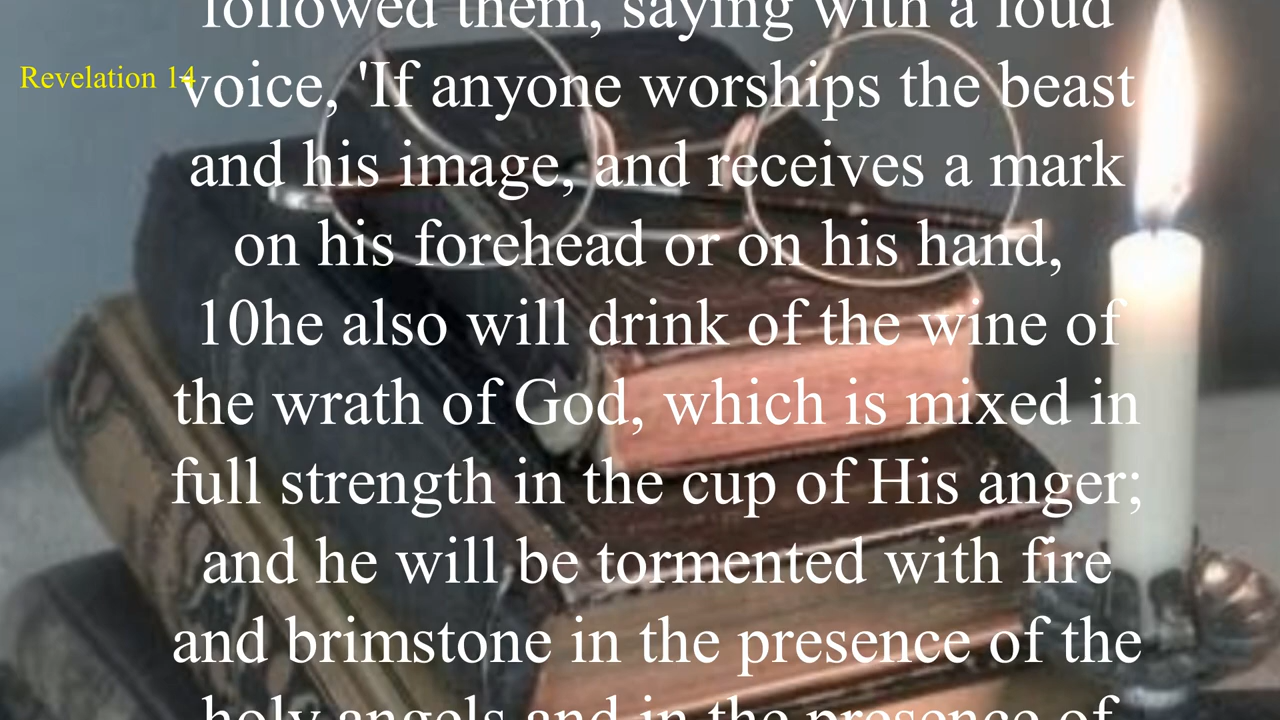 followed them, saying with a loud
Revelation 14
voice, 'If anyone worships the beast
and his image, and receives a mark
on his forehead or on his hand,
10he also will drink of the wine of
the wrath of God, which is mixed in
full strength in the cup of His anger;
and he will be tormented with fire
and brimstone in the presence of the
holy angels and in the presence of